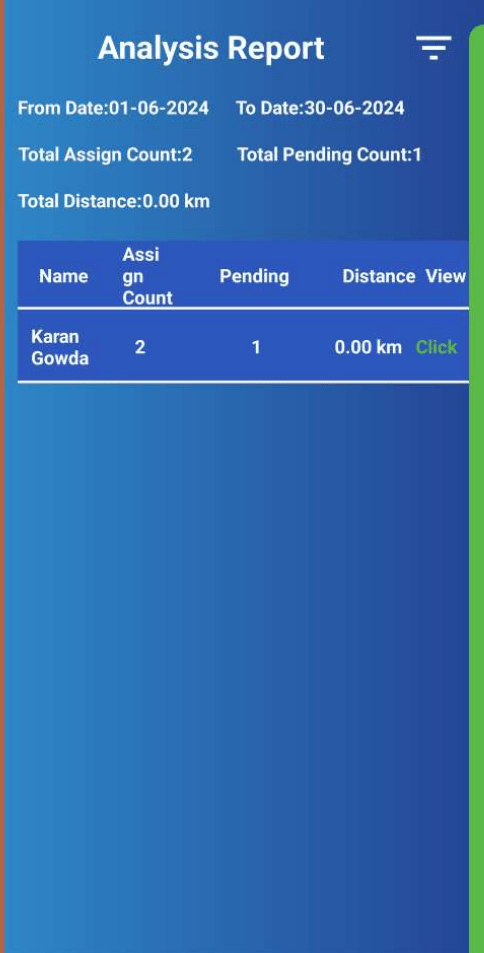 Analysis Report
From Date:01-06-2024 To Date:30-06-2024
Total Assign Count:2 Total Pending Count:1
Total Distance:0.00 km
Name Assi gn Count Pending Distance View
Karan Gowda 2 1 0.00 km Click